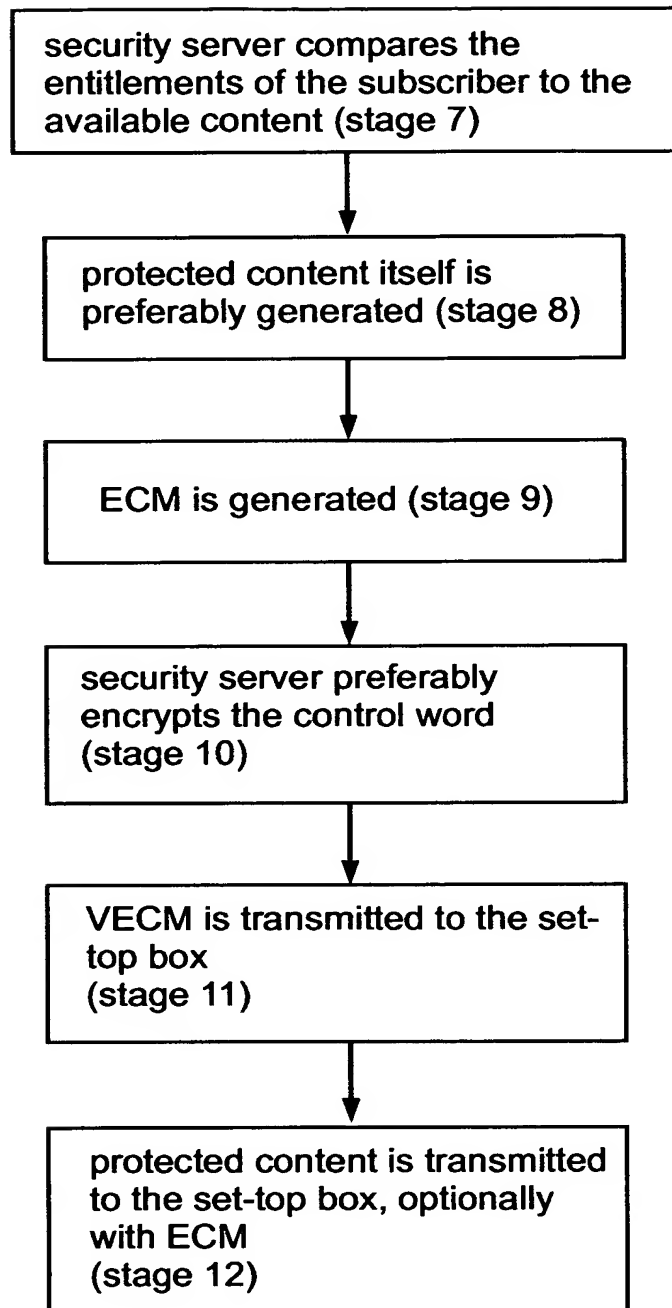 security server compares the
entitlements of the subscriber to the
available content (stage 7)
protected content itself is
preferably generated (stage 8)
ECM is generated (stage 9)
security server preferably
encrypts the control word
(stage 10)
VECM is transmitted to the set-
top box
(stage 11)
protected content is transmitted
to the set-top box, optionally
with ECM
(stage 12)